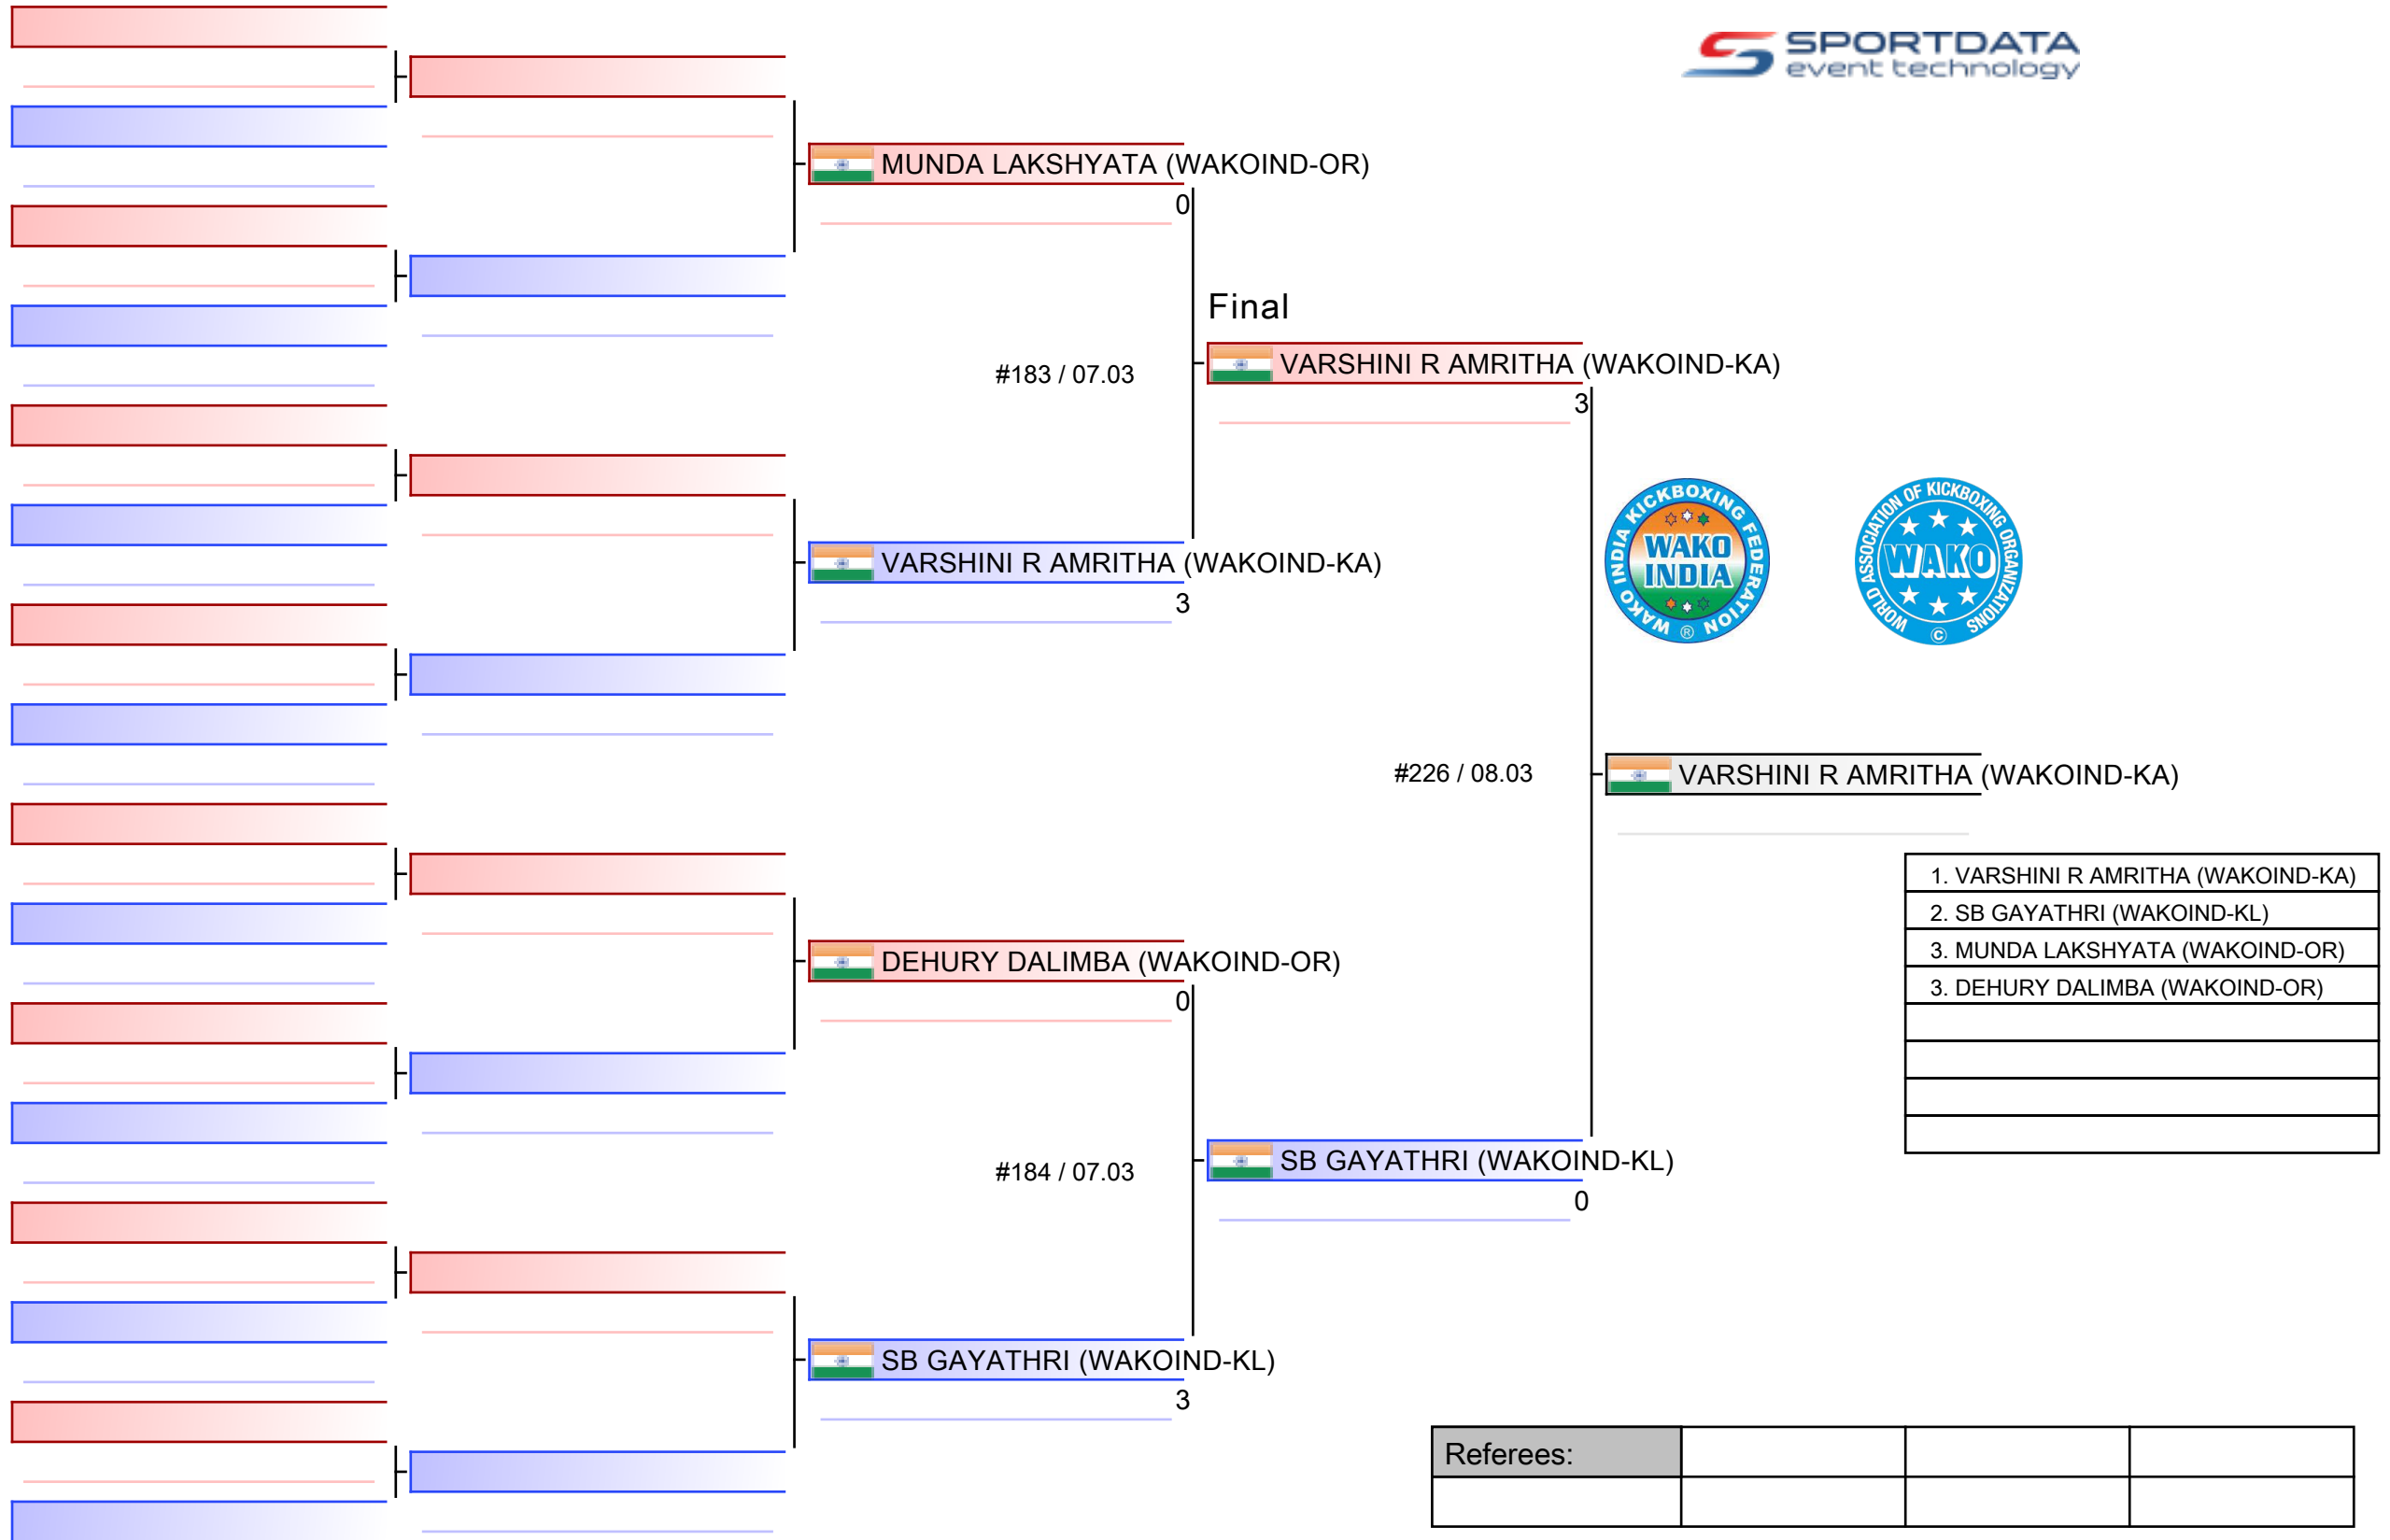 SPORTDATA
event technology
MUNDA LAKSHYATA (WAKOIND-OR)
0
Final
#183 / 07.03
VARSHINI R AMRITHA (WAKOIND-KA)
3
VARSHINI R AMRITHA (WAKOIND-KA)
3
WAKO INDIA KICKBOXING FEDERATION ®
WAKO
INDIA
WORLD ASSOCIATION OF KICKBOXING ORGANIZATIONS ©
WAKO
#226 / 08.03
VARSHINI R AMRITHA (WAKOIND-KA)
1. VARSHINI R AMRITHA (WAKOIND-KA)
2. SB GAYATHRI (WAKOIND-KL)
3. MUNDA LAKSHYATA (WAKOIND-OR)
3. DEHURY DALIMBA (WAKOIND-OR)
DEHURY DALIMBA (WAKOIND-OR)
0
#184 / 07.03
SB GAYATHRI (WAKOIND-KL)
0
SB GAYATHRI (WAKOIND-KL)
3
Referees: